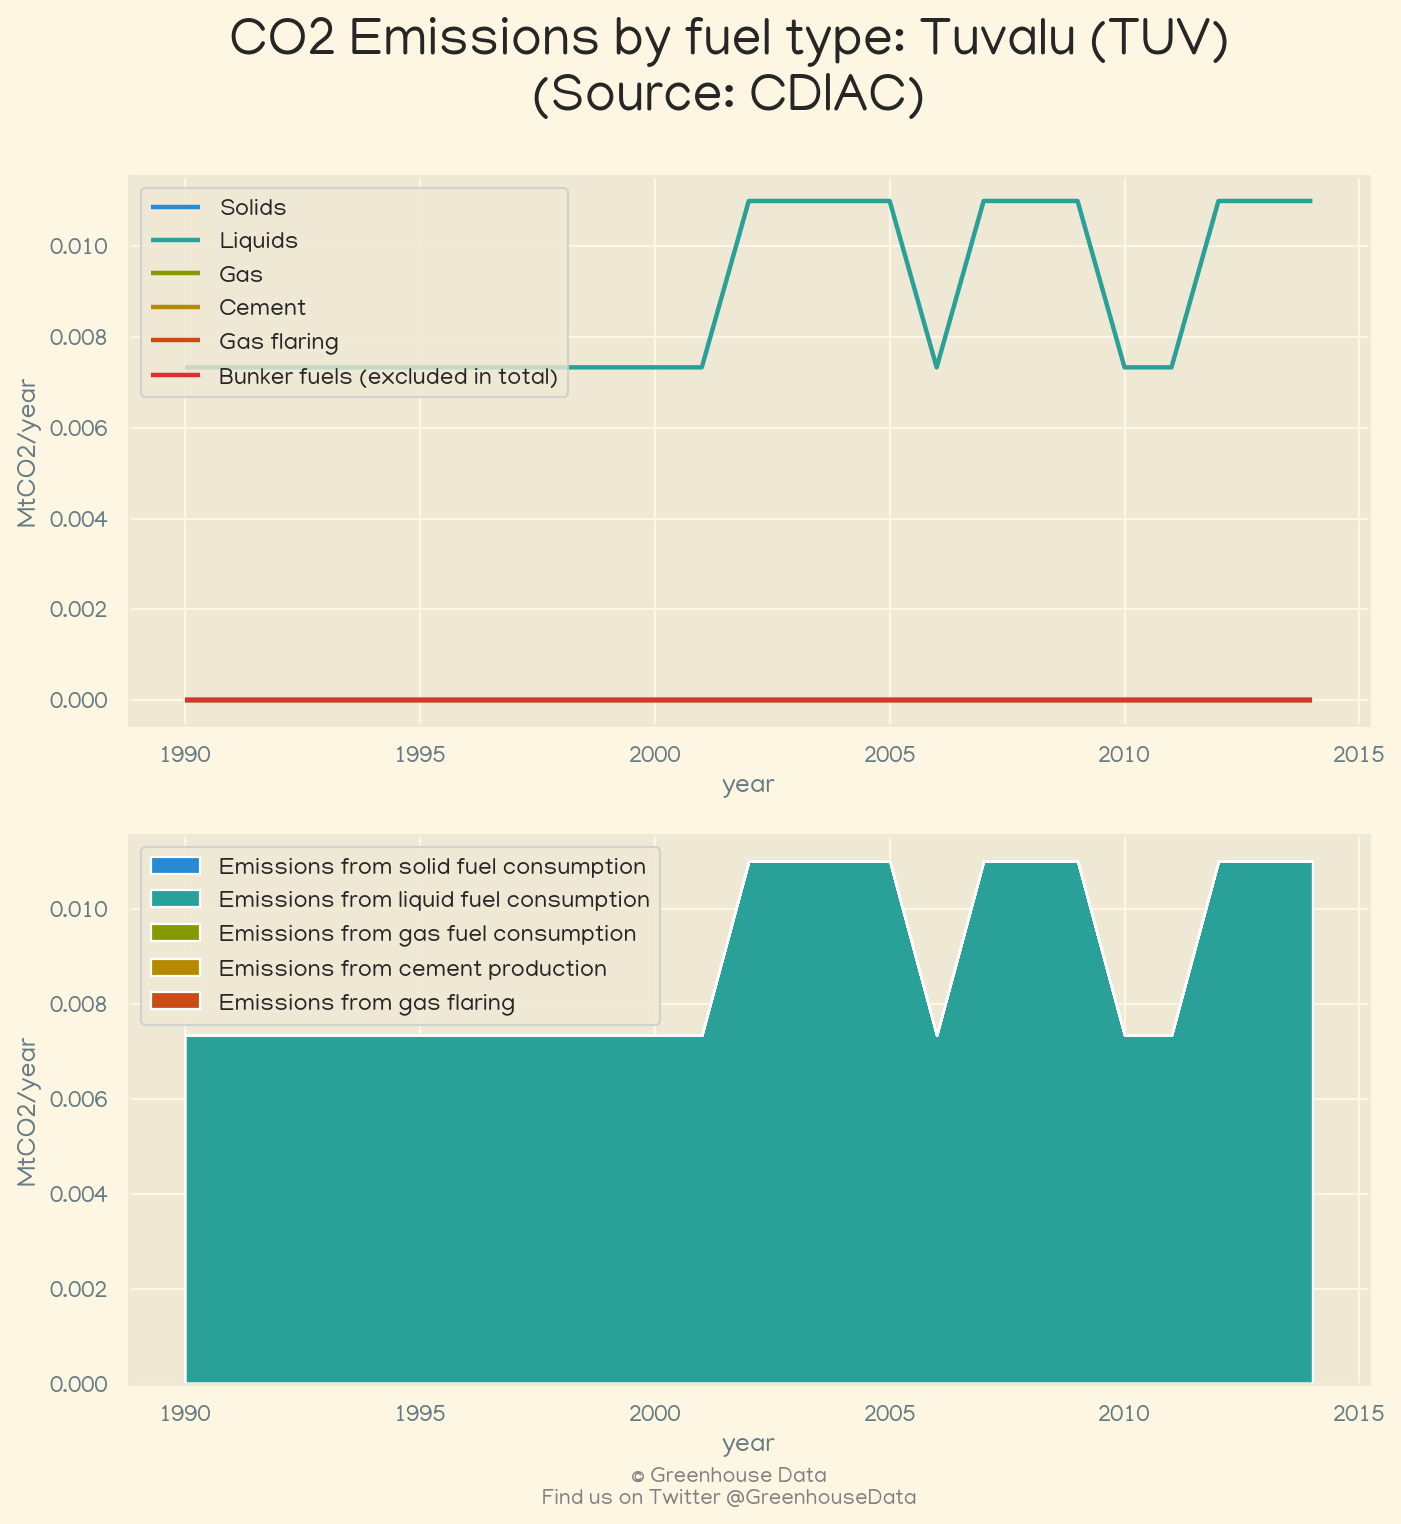 CO2 Emissions by fuel type: Tuvalu (TUV)
(Source: CDIAC)
Solids
Liquids
Gas
Cement
Gas flaring
Bunker fuels (excluded in total)
0.010
0.008
0.006
0.004
0.002
0.000
MtCO2/year
1990 1995 2000 2005 2010 2015
year
Emissions from solid fuel consumption
Emissions from liquid fuel consumption
Emissions from gas fuel consumption
Emissions from cement production
Emissions from gas flaring
0.010
0.008
0.006
0.004
0.002
0.000
MtCO2/year
1990 1995 2000 2005 2010 2015
year
© Greenhouse Data
Find us on Twitter @GreenhouseData